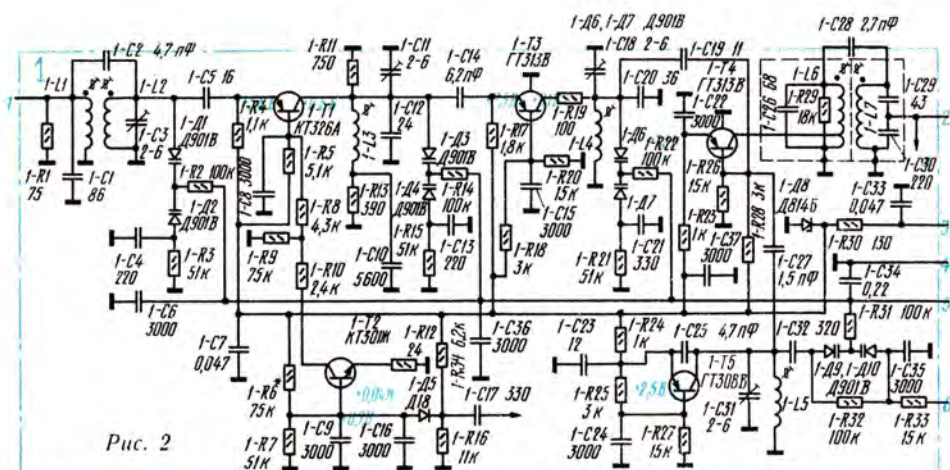 1
1-C2 4,7 пФ
1-R11
750
1-C11
2-6
1-C14
6,2пФ
1-T3
ГТ313В
1-Д6, 1-Д7 Д901В
1-C18 2-6
1-C19 11
1-T4
ГТ313В
1-C28 2,7 пФ
1-L1
1-L2
1-C5 16
1-R4
1,1к
1-T1
КТ326А
1-C12
24
1-L3
1-R17
1,8к
1-R19
100
1-L4
1-C20 36
1-C22
3000
1-C26 68
1-L6
1-R29
18к
1-L7
1-C29
43
1
1-C3
2-6
1-Д1
Д901В
1-R2 100к
1-C8 3000
1-R5
5,1к
1-Д3
Д901В
1-Д4
Д901В
1-R14
100к
1-R20
15к
1-Д6
1-R22
100к
1-R26
15к
1-R28 3к
1-C30
220
1-R1
75
1-C1
86
1-Д2
Д901В
1-R8
4,3к
1-R13
390
1-R15
51к
1-C10
5600
1-C13
220
1-C15
3000
1-R18
3к
1-Д7
1-R23
1к
1-C37
3000
1-Д8
Д814Б
1-C33
0,047
1-R30 130
1-C4
220
1-R3
51к
1-R9
75к
1-R10
2,4к
1-R21
51к
1-C21
330
1-C27
1,5 пФ
1-C34
0,22
4
1-C6
3000
1-C7
0,047
1-T2
КТ301Ж
1-R12
24
1-R34 6,2к
1-C36
3000
1-C23
12
1-R24
1к
1-C25 4,7пФ
1-C32 320
1-R31 100к
1-R6*
75к
+0,04В
1-Д5
Д18
1-C17 330
1-R25
3к
+2,5В
1-T5
ГТ308В
1-Д9, 1-Д10
Д901В
1-C35
3000
1-L5
6
Рис. 2
1-R7
51к
1-C9
3000
1-C16
3000
1-R16
11к
1-C24
3000
1-R27
15к
1-C31
2-6
1-R32
100к
1-R33
15к